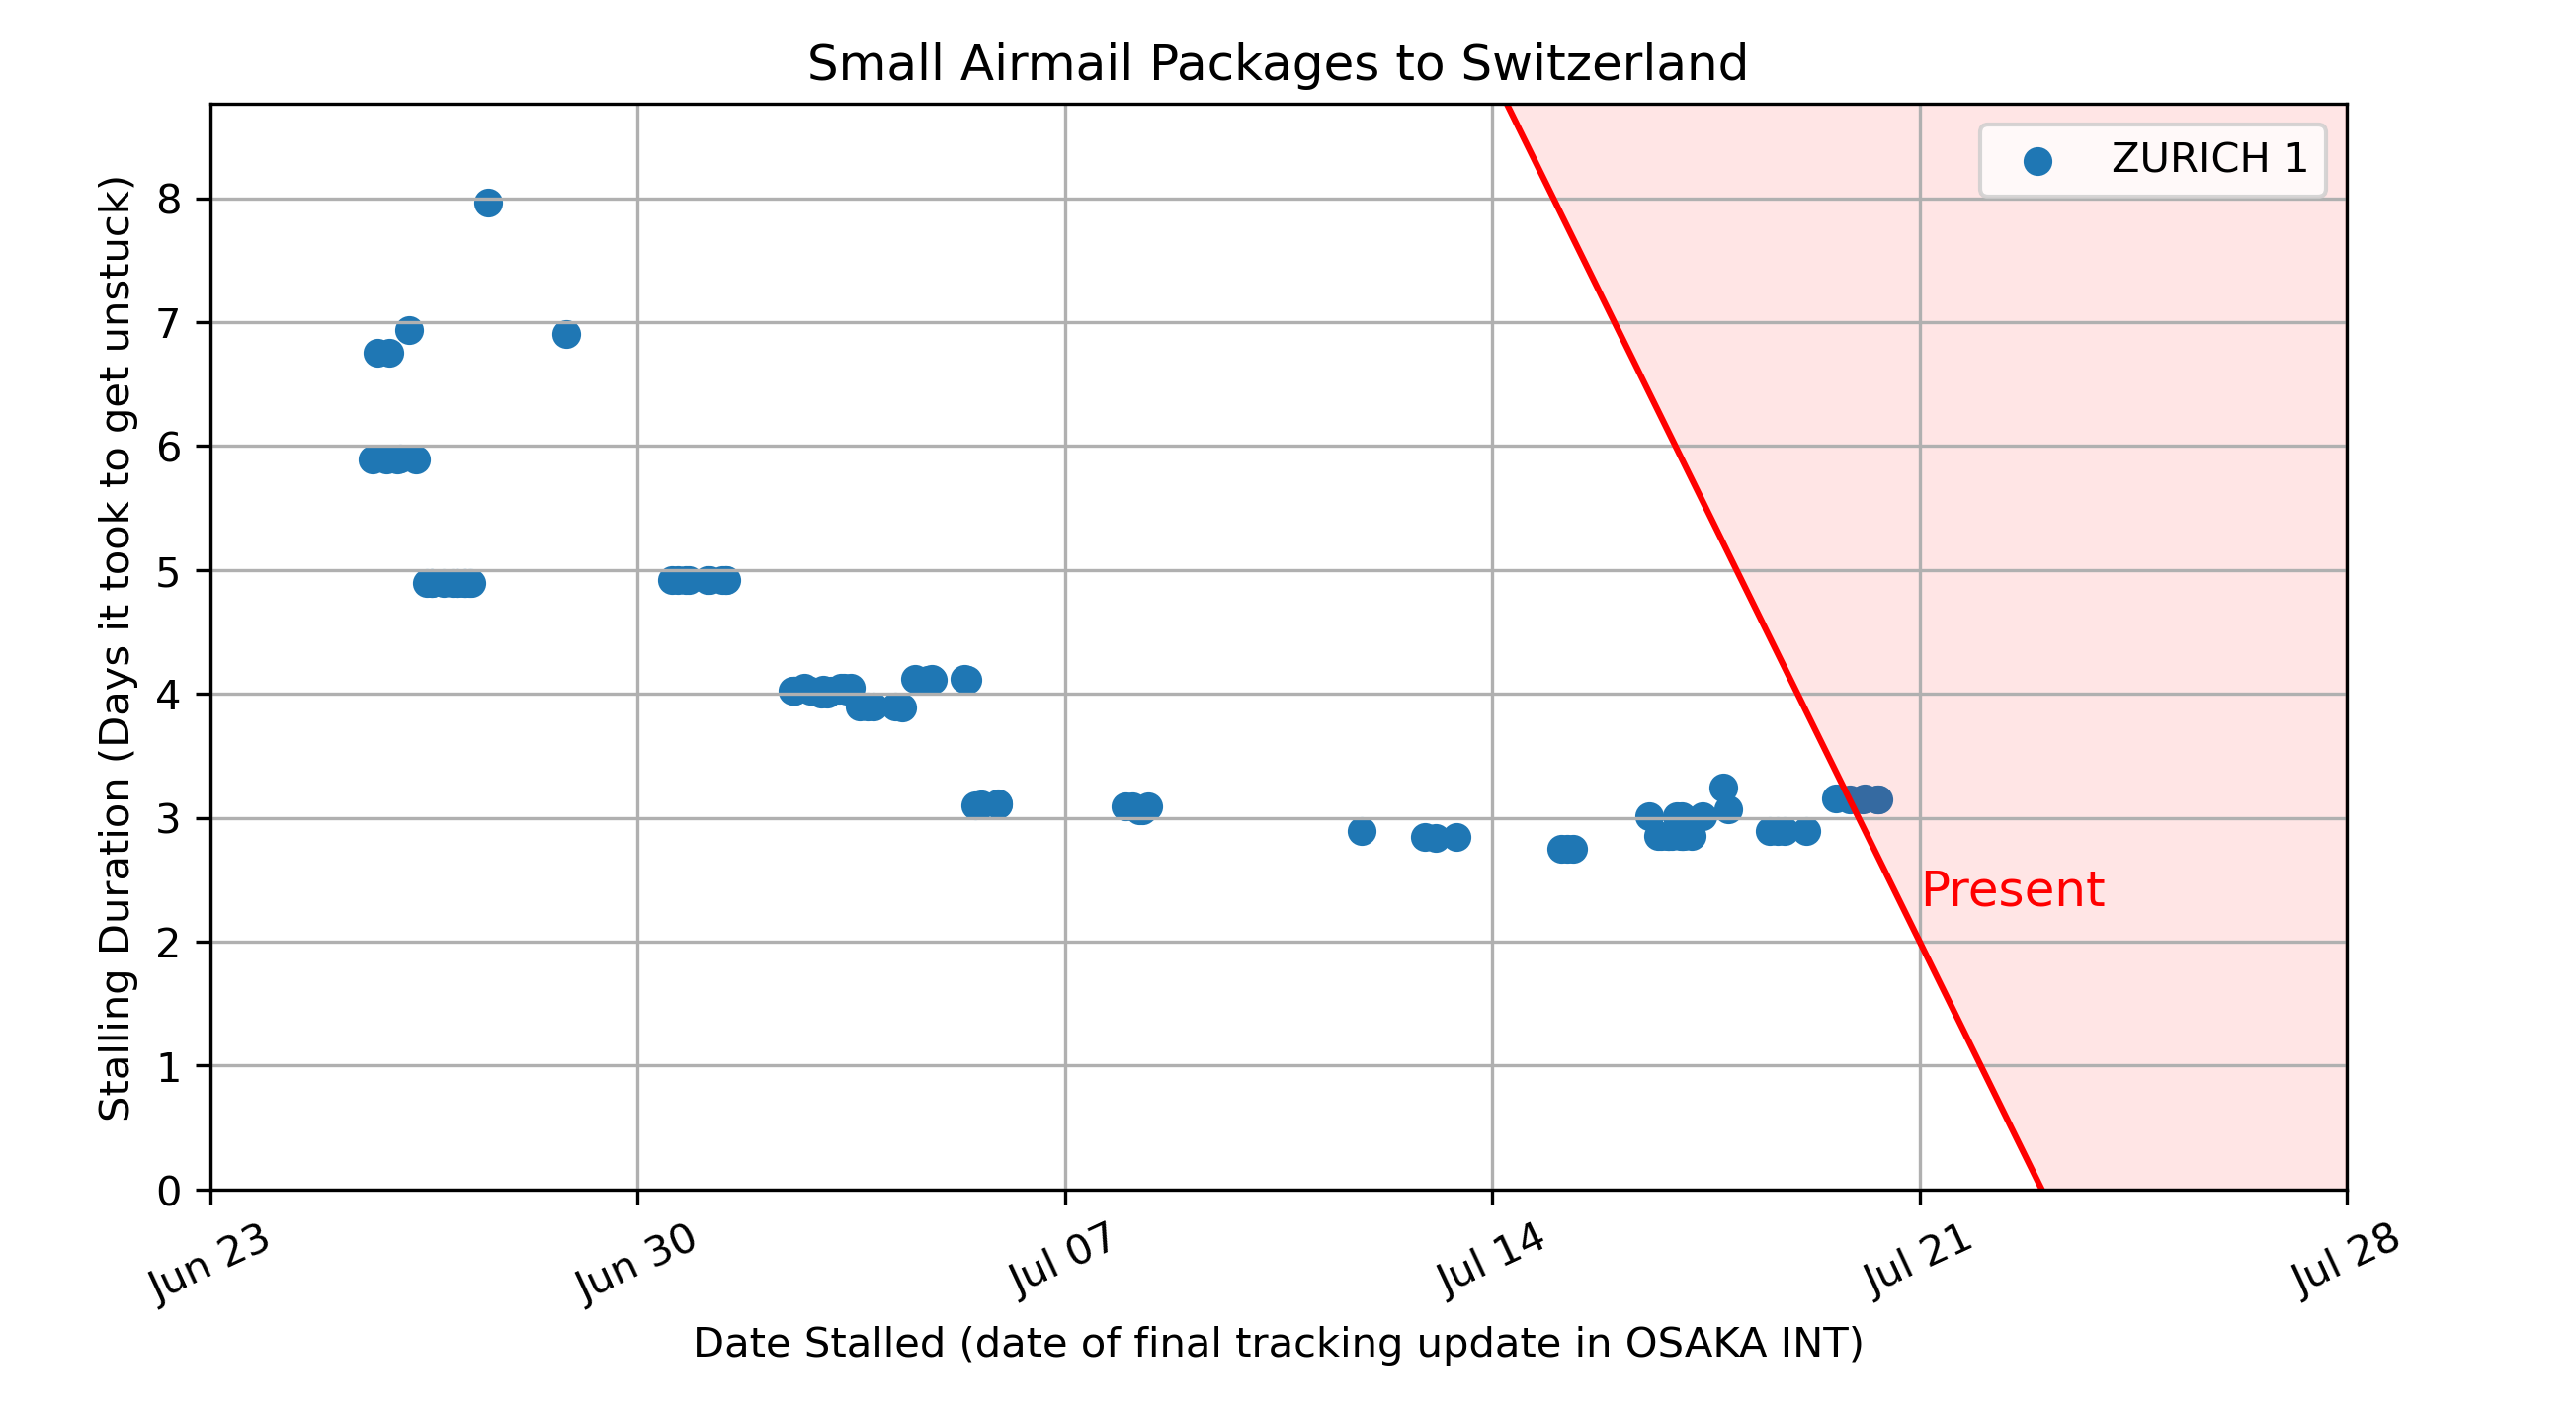 Small Airmail Packages to Switzerland
ZURICH 1
Stalling Duration (Days it took to get unstuck)
8
7
6
5
4
3
2
1
0
Present
Jun 23
Jun 30
Jul 07
Jul 14
Jul 21
Jul 28
Date Stalled (date of final tracking update in OSAKA INT)